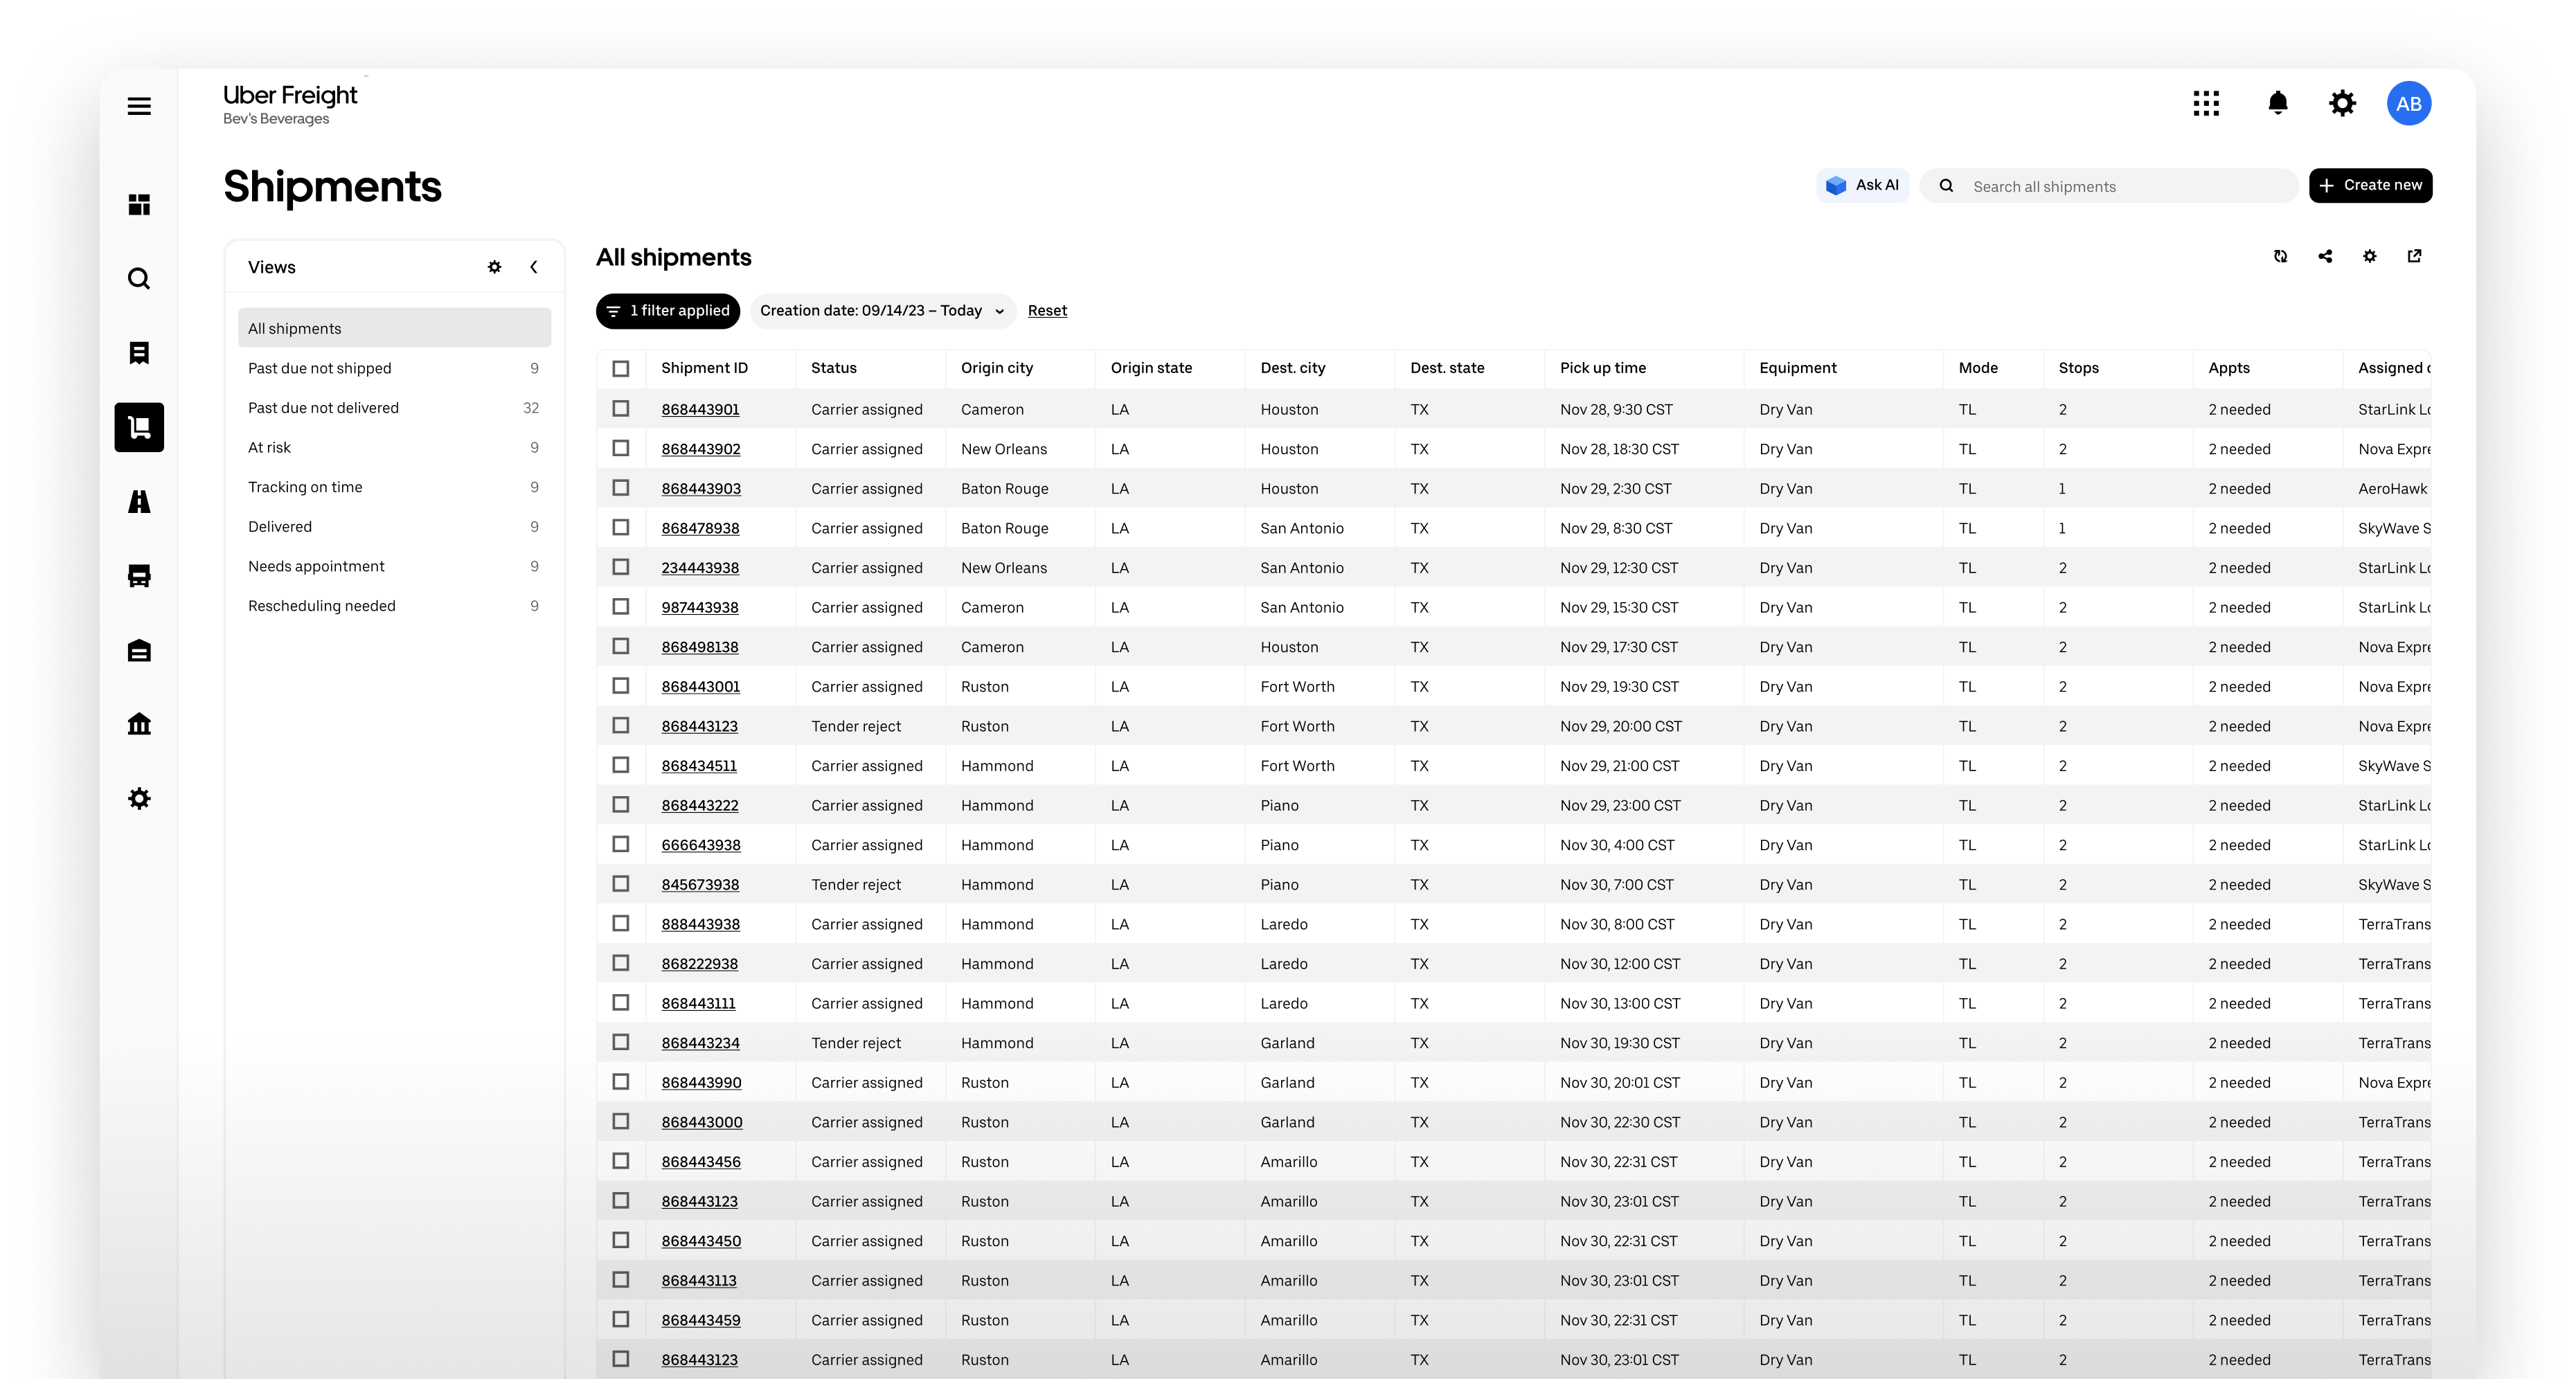 Uber Freight
Bev's Beverages
AB
Shipments
Ask AI Search all shipments + Create new
Views
All shipments
Past due not shipped 9
Past due not delivered 32
At risk 9
Tracking on time 9
Delivered 9
Needs appointment 9
Rescheduling needed 9
All shipments
1 filter applied Creation date: 09/14/23 – Today Reset
Shipment ID Status Origin city Origin state Dest. city Dest. state Pick up time Equipment Mode Stops Appts Assigned
868443901 Carrier assigned Cameron LA Houston TX Nov 28, 9:30 CST Dry Van TL 2 2 needed StarLink
868443902 Carrier assigned New Orleans LA Houston TX Nov 28, 18:30 CST Dry Van TL 2 2 needed Nova Expre
868443903 Carrier assigned Baton Rouge LA Houston TX Nov 29, 2:30 CST Dry Van TL 1 2 needed AeroHawk
868478938 Carrier assigned Baton Rouge LA San Antonio TX Nov 29, 8:30 CST Dry Van TL 1 2 needed SkyWave S
234443938 Carrier assigned New Orleans LA San Antonio TX Nov 29, 12:30 CST Dry Van TL 2 2 needed StarLink
987443938 Carrier assigned Cameron LA San Antonio TX Nov 29, 15:30 CST Dry Van TL 2 2 needed StarLink
868498138 Carrier assigned Cameron LA Houston TX Nov 29, 17:30 CST Dry Van TL 2 2 needed Nova Expre
868443001 Carrier assigned Ruston LA Fort Worth TX Nov 29, 19:30 CST Dry Van TL 2 2 needed Nova Expre
868443123 Tender reject Ruston LA Fort Worth TX Nov 29, 20:00 CST Dry Van TL 2 2 needed Nova Expre
868434511 Carrier assigned Hammond LA Fort Worth TX Nov 29, 21:00 CST Dry Van TL 2 2 needed SkyWave S
868443222 Carrier assigned Hammond LA Piano TX Nov 29, 23:00 CST Dry Van TL 2 2 needed StarLink
666643938 Carrier assigned Hammond LA Piano TX Nov 30, 4:00 CST Dry Van TL 2 2 needed StarLink
845673938 Tender reject Hammond LA Piano TX Nov 30, 7:00 CST Dry Van TL 2 2 needed SkyWave S
888443938 Carrier assigned Hammond LA Laredo TX Nov 30, 8:00 CST Dry Van TL 2 2 needed TerraTrans
868222938 Carrier assigned Hammond LA Laredo TX Nov 30, 12:00 CST Dry Van TL 2 2 needed TerraTrans
868443111 Carrier assigned Hammond LA Laredo TX Nov 30, 13:00 CST Dry Van TL 2 2 needed TerraTrans
868443234 Tender reject Hammond LA Garland TX Nov 30, 19:30 CST Dry Van TL 2 2 needed TerraTrans
868443990 Carrier assigned Ruston LA Garland TX Nov 30, 20:01 CST Dry Van TL 2 2 needed Nova Expre
868443000 Carrier assigned Ruston LA Garland TX Nov 30, 22:30 CST Dry Van TL 2 2 needed TerraTrans
868443456 Carrier assigned Ruston LA Amarillo TX Nov 30, 22:31 CST Dry Van TL 2 2 needed TerraTrans
868443123 Carrier assigned Ruston LA Amarillo TX Nov 30, 23:01 CST Dry Van TL 2 2 needed TerraTrans
868443450 Carrier assigned Ruston LA Amarillo TX Nov 30, 22:31 CST Dry Van TL 2 2 needed TerraTrans
868443113 Carrier assigned Ruston LA Amarillo TX Nov 30, 23:01 CST Dry Van TL 2 2 needed TerraTrans
868443459 Carrier assigned Ruston LA Amarillo TX Nov 30, 22:31 CST Dry Van TL 2 2 needed TerraTrans
868443123 Carrier assigned Ruston LA Amarillo TX Nov 30, 23:01 CST Dry Van TL 2 2 needed TerraTrans